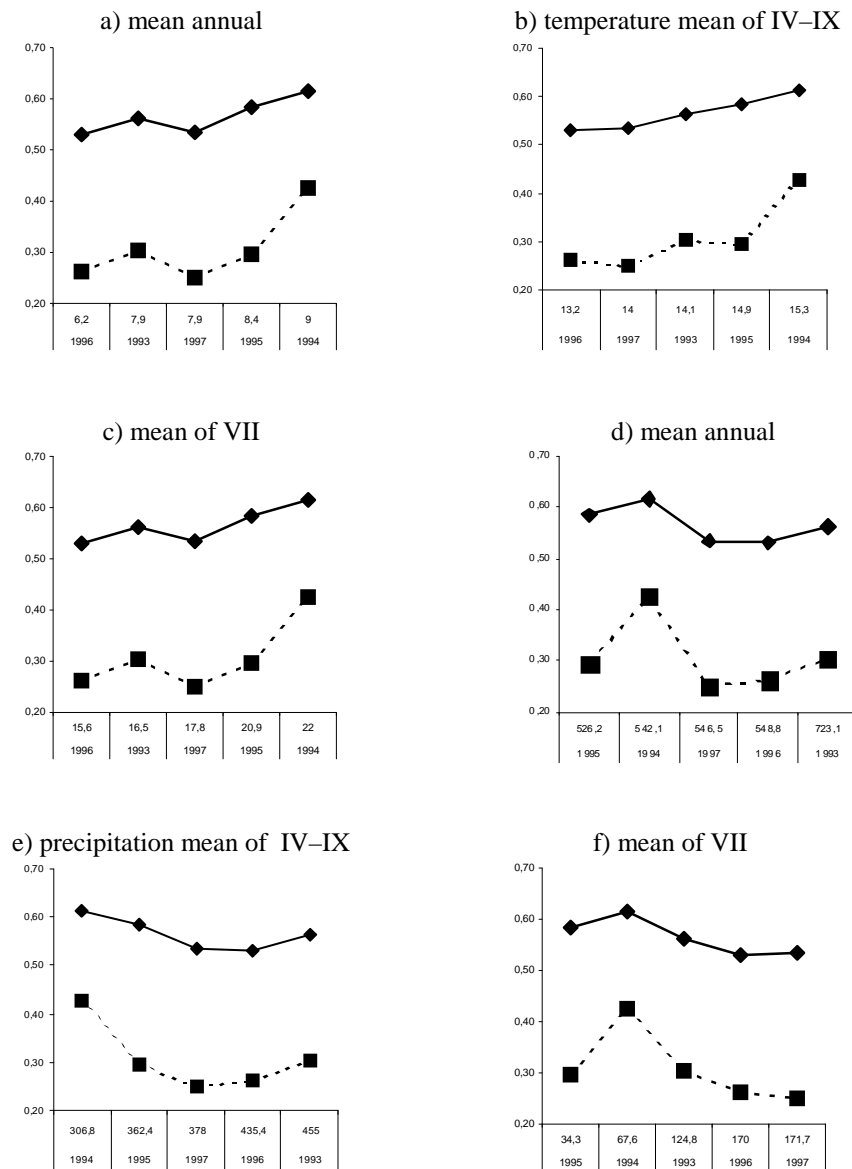 a) mean annual
0,70
0,60
0,50
0,40
0,30
0,20
6,2 7,9 7,9 8,4 9
1996 1993 1997 1995 1994
b) temperature mean of IV–IX
0,70
0,60
0,50
0,40
0,30
0,20
13,2 14 14,1 14,9 15,3
1996 1997 1993 1995 1994
c) mean of VII
0,70
0,60
0,50
0,40
0,30
0,20
15,6 16,5 17,8 20,9 22
1996 1993 1997 1995 1994
d) mean annual
0,70
0,60
0,50
0,40
0,30
0,20
526,2 542,1 546,5 548,8 723,1
1995 1994 1997 1996 1993
e) precipitation mean of IV–IX
0,70
0,60
0,50
0,40
0,30
0,20
306,8 362,4 378 435,4 455
1994 1995 1997 1996 1993
f) mean of VII
0,70
0,60
0,50
0,40
0,30
0,20
34,3 67,6 124,8 170 171,7
1995 1994 1993 1996 1997